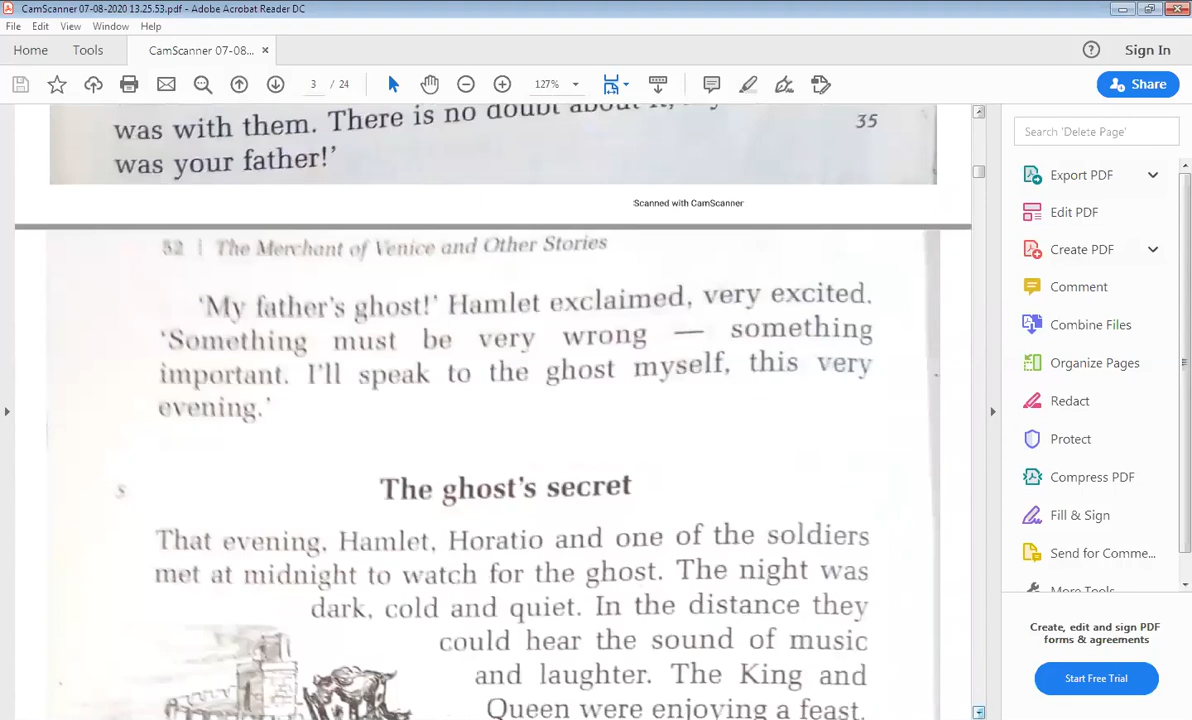 CamScanner 07-08-2020 13.25.53.pdf - Adobe Acrobat Reader DC
File Edit View Window Help
Home Tools CamScanner 07-08... × Sign In
3 / 24 127% Share
was with them. There is no doubt about it,
was your father!'
35
Scanned with CamScanner
52 | The Merchant of Venice and Other Stories
'My father's ghost!' Hamlet exclaimed, very excited.
'Something must be very wrong — something
important. I'll speak to the ghost myself, this very
evening.'
The ghost's secret
s
That evening, Hamlet, Horatio and one of the soldiers
met at midnight to watch for the ghost. The night was
dark, cold and quiet. In the distance they
could hear the sound of music
and laughter. The King and
Queen were enjoying a feast.
Search 'Delete Page'
Export PDF
Edit PDF
Create PDF
Comment
Combine Files
Organize Pages
Redact
Protect
Compress PDF
Fill & Sign
Send for Comme...
More Tools
Create, edit and sign PDF
forms & agreements
Start Free Trial